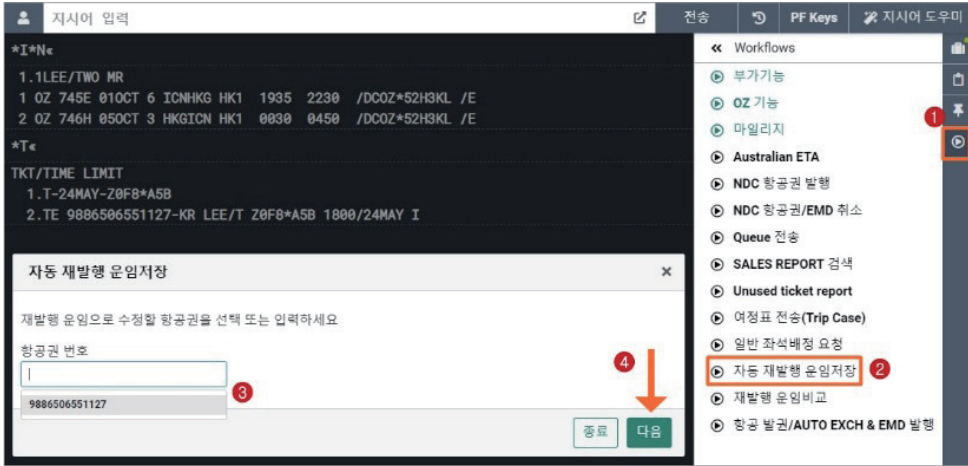 지시어 입력
전송
PF Keys
지시어 도우미
*I*N«
1.1LEE/TWO MR
1 OZ 745E 01OCT 6 ICNHKG HK1 1935 2230 /DCOZ*52H3KL /E
2 OZ 746H 05OCT 3 HKGICN HK1 0030 0450 /DCOZ*52H3KL /E
*T«
TKT/TIME LIMIT
1.T-24MAY-Z0F8*A5B
2.TE 9886506551127-KR LEE/T Z0F8*A5B 1800/24MAY I
자동 재발행 운임저장
×
재발행 운임으로 수정할 항공권을 선택 또는 입력하세요
항공권 번호
9886506551127
3
4
종료
다음
« Workflows
부가기능
OZ 기능
마일리지
1
Australian ETA
NDC 항공권 발행
NDC 항공권/EMD 취소
Queue 전송
SALES REPORT 검색
Unused ticket report
여정표 전송(Trip Case)
일반 좌석배정 요청
자동 재발행 운임저장
2
재발행 운임비교
항공 발권/AUTO EXCH & EMD 발행